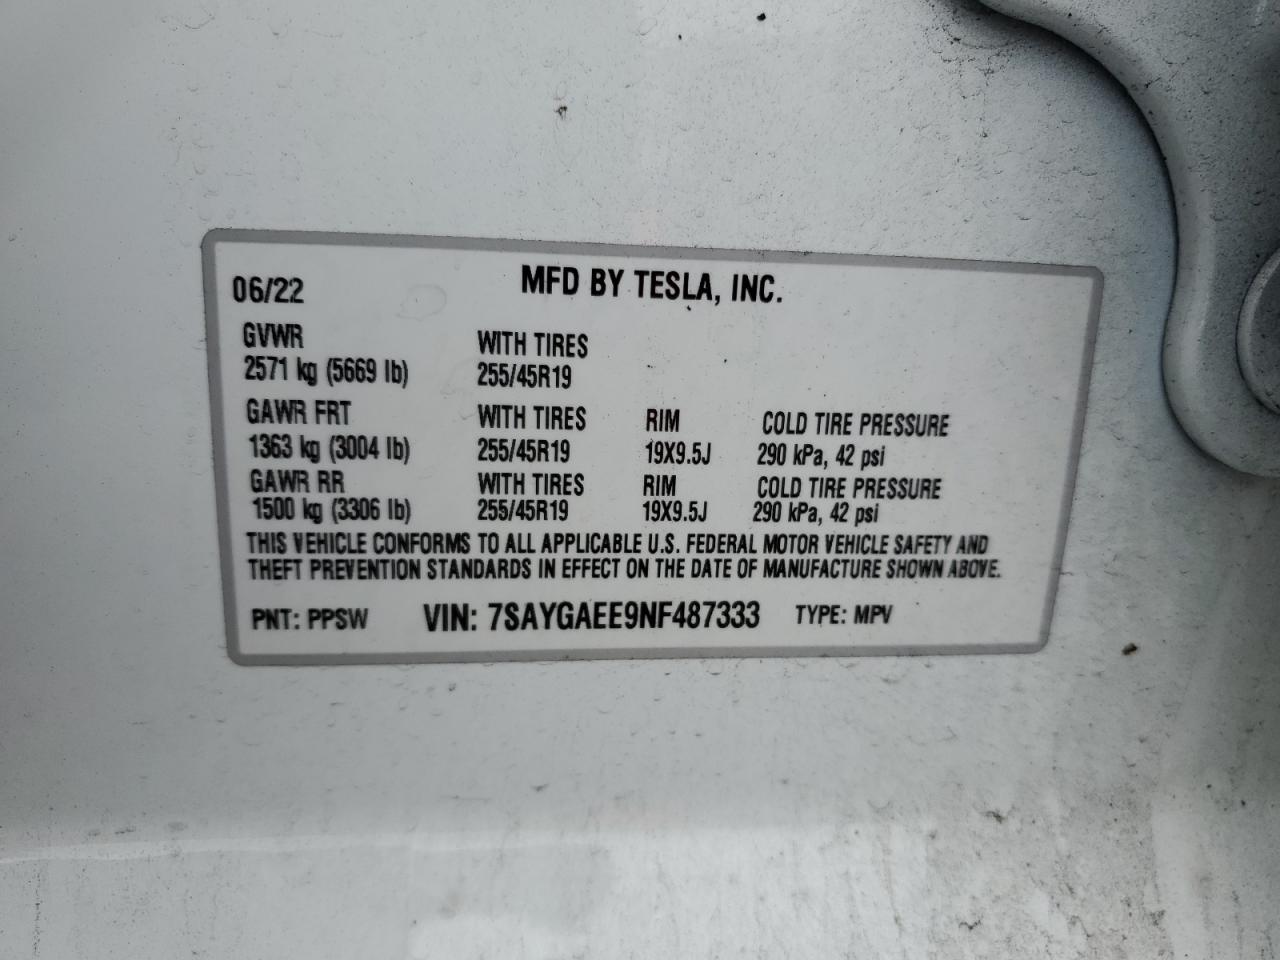 06/22 MFD BY TESLA, INC.
GVWR WITH TIRES
2571 kg (5669 lb) 255/45R19
GAWR FRT WITH TIRES RIM COLD TIRE PRESSURE
1363 kg (3004 lb) 255/45R19 19X9.5J 290 kPa, 42 psi
GAWR RR WITH TIRES RIM COLD TIRE PRESSURE
1500 kg (3306 lb) 255/45R19 19X9.5J 290 kPa, 42 psi
THIS VEHICLE CONFORMS TO ALL APPLICABLE U.S. FEDERAL MOTOR VEHICLE SAFETY AND
THEFT PREVENTION STANDARDS IN EFFECT ON THE DATE OF MANUFACTURE SHOWN ABOVE.
PNT: PPSW VIN: 7SAYGAEE9NF487333 TYPE: MPV